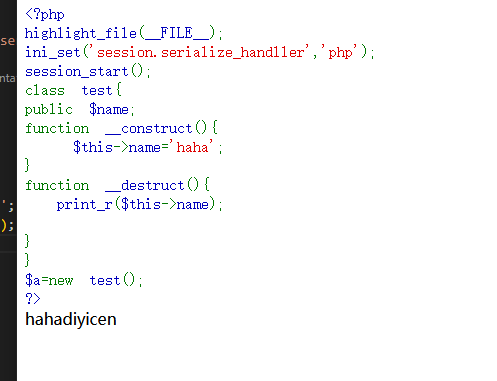 <?php
highlight_file(__FILE__);
se
ini_set('session.serialize_handller','php');
session_start();
nta
class test{
public $name;
function __construct(){
$this->name='haha';
}
function __destruct(){
';
print_r($this->name);
);
}
}
$a=new test();
?>
hahadiyicen